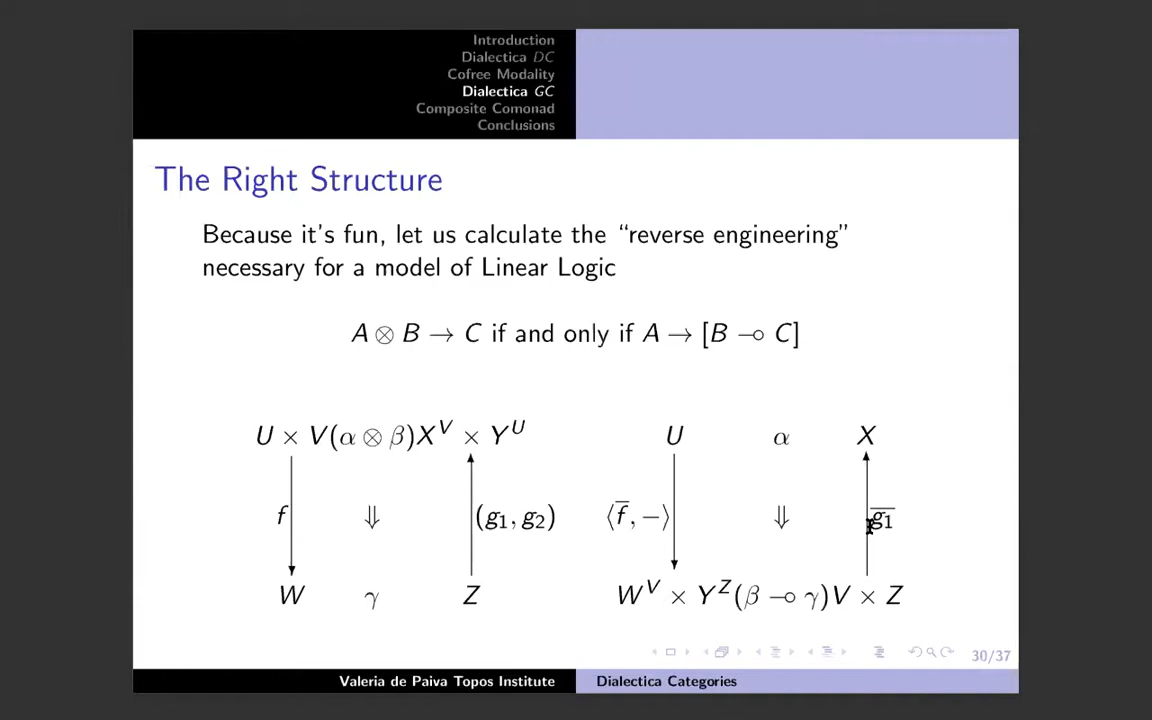 Introduction
Dialectica DC
Cofree Modality
Dialectica GC
Composite Comonad
Conclusions
The Right Structure
Because it's fun, let us calculate the “reverse engineering”
necessary for a model of Linear Logic
A ⊗ B → C if and only if A → [B ⊸ C]
U × V(α ⊗ β)X^V × Y^U U α X
f ⇓ (g₁, g₂) ⟨f̅, −⟩ ⇓ g̅₁
W γ Z W^V × Y^Z(β ⊸ γ)V × Z
30/37
Valeria de Paiva Topos Institute Dialectica Categories